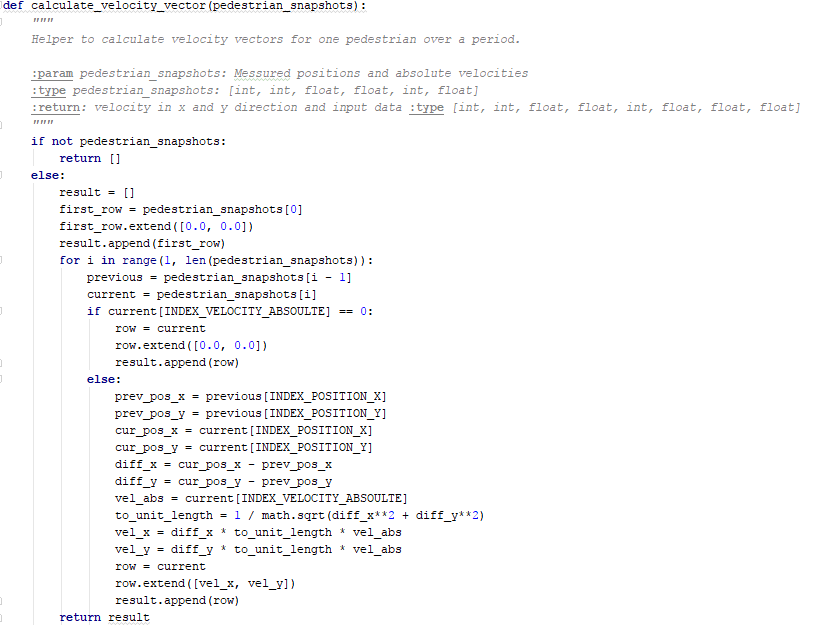 def calculate_velocity_vector(pedestrian_snapshots):
    """
    Helper to calculate velocity vectors for one pedestrian over a period.

    :param pedestrian_snapshots: Messured positions and absolute velocities
    :type pedestrian_snapshots: [int, int, float, float, int, float]
    :return: velocity in x and y direction and input data :type [int, int, float, float, int, float, float, float]
    """
    if not pedestrian_snapshots:
        return []
    else:
        result = []
        first_row = pedestrian_snapshots[0]
        first_row.extend([0.0, 0.0])
        result.append(first_row)
        for i in range(1, len(pedestrian_snapshots)):
            previous = pedestrian_snapshots[i - 1]
            current = pedestrian_snapshots[i]
            if current[INDEX_VELOCITY_ABSOULTE] == 0:
                row = current
                row.extend([0.0, 0.0])
                result.append(row)
            else:
                prev_pos_x = previous[INDEX_POSITION_X]
                prev_pos_y = previous[INDEX_POSITION_Y]
                cur_pos_x = current[INDEX_POSITION_X]
                cur_pos_y = current[INDEX_POSITION_Y]
                diff_x = cur_pos_x - prev_pos_x
                diff_y = cur_pos_y - prev_pos_y
                vel_abs = current[INDEX_VELOCITY_ABSOULTE]
                to_unit_length = 1 / math.sqrt(diff_x**2 + diff_y**2)
                vel_x = diff_x * to_unit_length * vel_abs
                vel_y = diff_y * to_unit_length * vel_abs
                row = current
                row.extend([vel_x, vel_y])
                result.append(row)
        return result